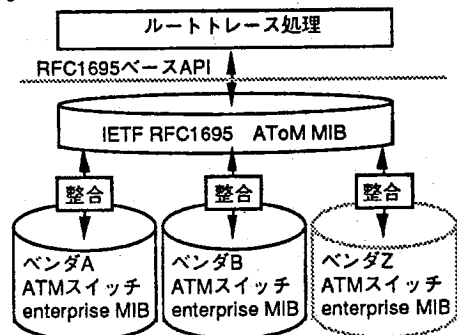 ルートトレース処理
RFC1695ベースAPI
IETF RFC1695 AToM MIB
整合 整合 整合
ベンダA
ATMスイッチ
enterprise MIB
ベンダB
ATMスイッチ
enterprise MIB
ベンダZ
ATMスイッチ
enterprise MIB